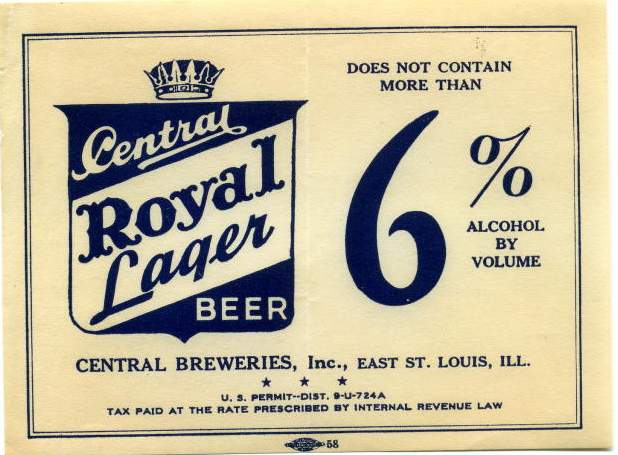 Central
Royal
Lager
BEER
DOES NOT CONTAIN
MORE THAN
6%
ALCOHOL
BY
VOLUME
CENTRAL BREWERIES, Inc., EAST ST. LOUIS, ILL.
★ ★ ★
U. S. PERMIT--DIST. 9-U-724A
TAX PAID AT THE RATE PRESCRIBED BY INTERNAL REVENUE LAW
58